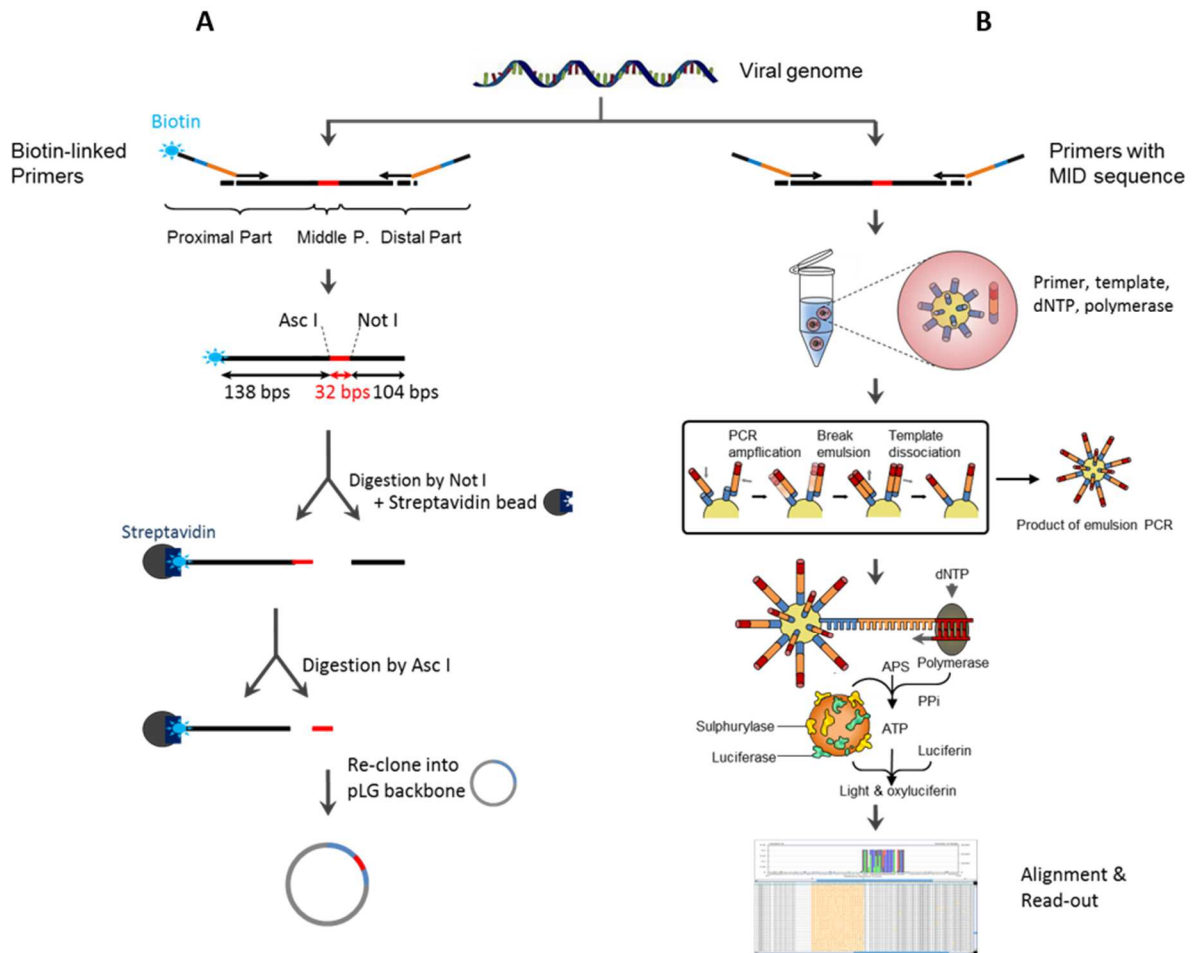 A
B
Viral genome
Biotin
Biotin-linked
Primers
Primers with
MID sequence
Proximal Part
Middle P.
Distal Part
Primer, template,
dNTP, polymerase
Asc I
Not I
138 bps
32 bps
104 bps
PCR
ampflication
Break
emulsion
Template
dissociation
Product of emulsion PCR
Digestion by Not I
+ Streptavidin bead
Streptavidin
dNTP
Polymerase
APS
PPi
Sulphurylase
ATP
Luciferase
Luciferin
Light & oxyluciferin
Digestion by Asc I
Re-clone into
pLG backbone
Alignment &
Read-out